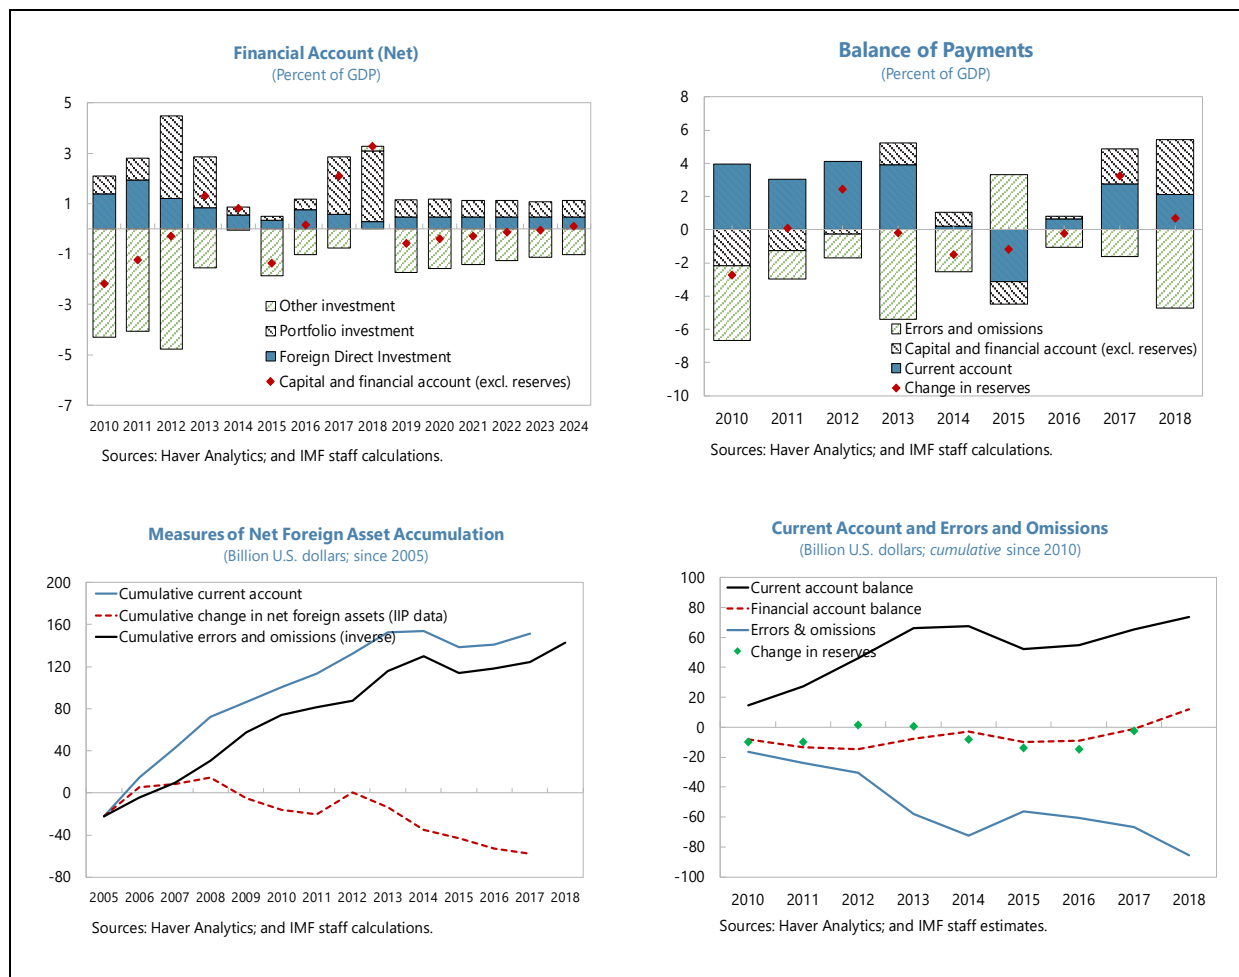 Financial Account (Net)
(Percent of GDP)
5
3
1
-1
-3
-5
-7
Other investment
Portfolio investment
Foreign Direct Investment
Capital and financial account (excl. reserves)
2010 2011 2012 2013 2014 2015 2016 2017 2018 2019 2020 2021 2022 2023 2024
Sources: Haver Analytics; and IMF staff calculations.
Balance of Payments
(Percent of GDP)
8
6
4
2
0
-2
-4
-6
-8
-10
Errors and omissions
Capital and financial account (excl. reserves)
Current account
Change in reserves
2010 2011 2012 2013 2014 2015 2016 2017 2018
Sources: Haver Analytics; and IMF staff calculations.
Measures of Net Foreign Asset Accumulation
(Billion U.S. dollars; since 2005)
200
160
120
80
40
0
-40
-80
Cumulative current account
Cumulative change in net foreign assets (IIP data)
Cumulative errors and omissions (inverse)
2005 2006 2007 2008 2009 2010 2011 2012 2013 2014 2015 2016 2017 2018
Sources: Haver Analytics; and IMF staff calculations.
Current Account and Errors and Omissions
(Billion U.S. dollars; cumulative since 2010)
100
80
60
40
20
0
-20
-40
-60
-80
-100
Current account balance
Financial account balance
Errors & omissions
Change in reserves
2010 2011 2012 2013 2014 2015 2016 2017 2018
Sources: Haver Analytics; and IMF staff estimates.